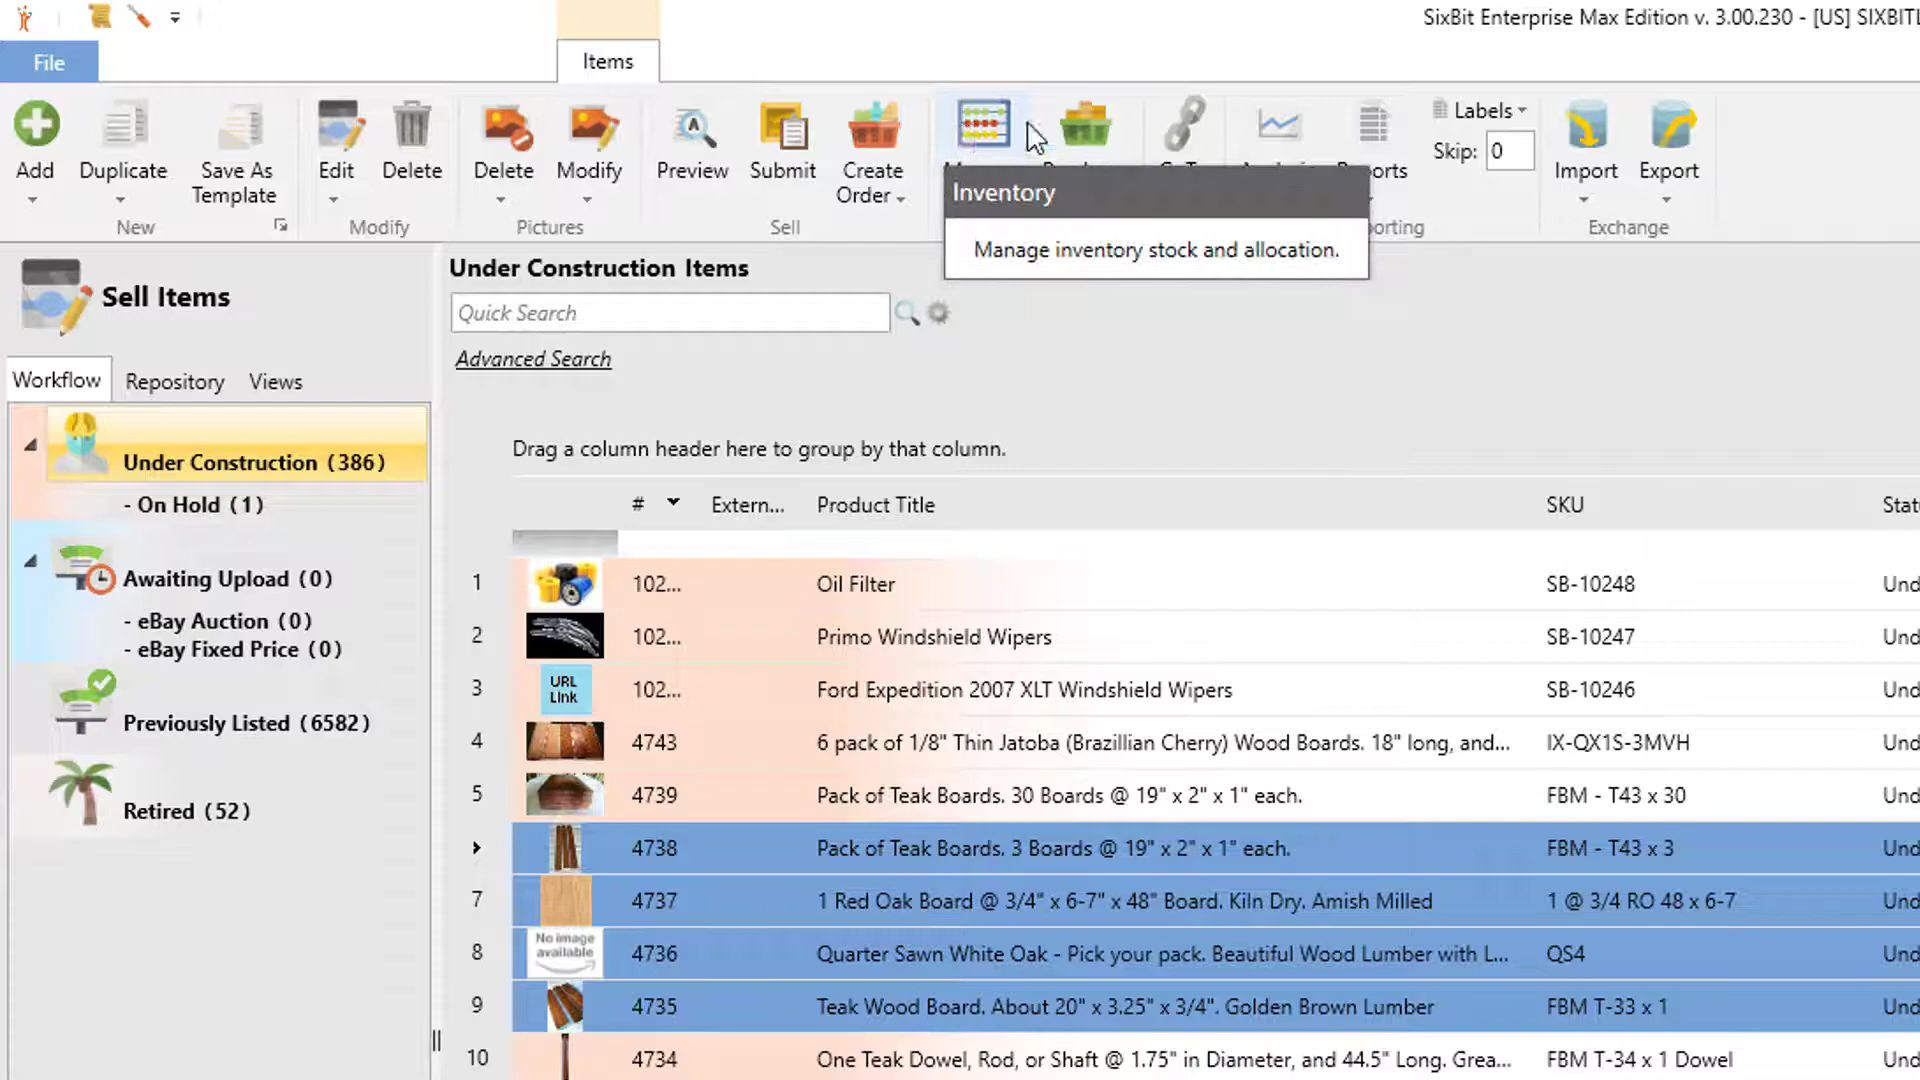 SixBit Enterprise Max Edition v. 3.00.230 - [US] SIXBITL
File
Items
Add
Duplicate
Save As Template
Edit
Delete
Delete
Modify
Preview
Submit
Create Order
Labels
Skip: 0
Import
Export
New
Modify
Pictures
Sell
Exchange
Inventory
Manage inventory stock and allocation.
Sell Items
Workflow
Repository
Views
Under Construction (386)
- On Hold (1)
Awaiting Upload (0)
- eBay Auction (0)
- eBay Fixed Price (0)
Previously Listed (6582)
Retired (52)
Under Construction Items
Quick Search
Advanced Search
Drag a column header here to group by that column.
# Extern... Product Title SKU Statu
1 102... Oil Filter SB-10248 Und
2 102... Primo Windshield Wipers SB-10247 Und
3 URL Link 102... Ford Expedition 2007 XLT Windshield Wipers SB-10246 Und
4 4743 6 pack of 1/8" Thin Jatoba (Brazillian Cherry) Wood Boards. 18" long, and... IX-QX1S-3MVH Und
5 4739 Pack of Teak Boards. 30 Boards @ 19" x 2" x 1" each. FBM - T43 x 30 Und
4738 Pack of Teak Boards. 3 Boards @ 19" x 2" x 1" each. FBM - T43 x 3 Und
7 4737 1 Red Oak Board @ 3/4" x 6-7" x 48" Board. Kiln Dry. Amish Milled 1 @ 3/4 RO 48 x 6-7 Und
8 No image available 4736 Quarter Sawn White Oak - Pick your pack. Beautiful Wood Lumber with L... QS4 Und
9 4735 Teak Wood Board. About 20" x 3.25" x 3/4". Golden Brown Lumber FBM T-33 x 1 Und
10 4734 One Teak Dowel, Rod, or Shaft @ 1.75" in Diameter, and 44.5" Long. Grea... FBM T-34 x 1 Dowel Und